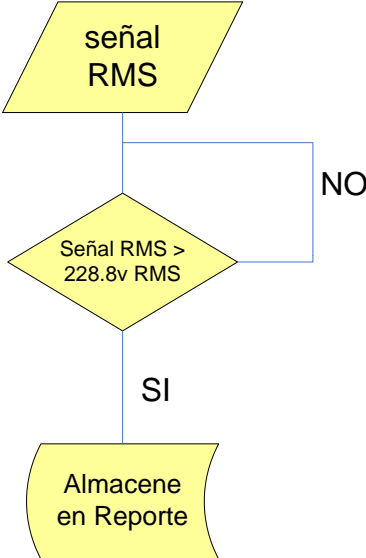 señal
RMS
NO
Señal RMS >
228.8v RMS
SI
Almacene
en Reporte